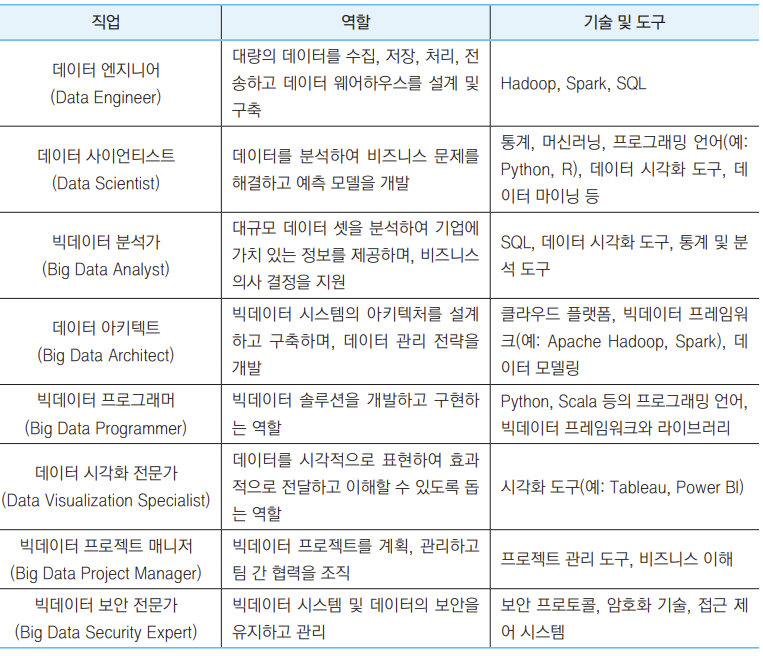 직업 역할 기술 및 도구
데이터 엔지니어
(Data Engineer)
대량의 데이터를 수집, 저장, 처리, 전
송하고 데이터 웨어하우스를 설계 및
구축
Hadoop, Spark, SQL
데이터 사이언티스트
(Data Scientist)
데이터를 분석하여 비즈니스 문제를
해결하고 예측 모델을 개발
통계, 머신러닝, 프로그래밍 언어(예:
Python, R), 데이터 시각화 도구, 데
이터 마이닝 등
빅데이터 분석가
(Big Data Analyst)
대규모 데이터 셋을 분석하여 기업에
가치 있는 정보를 제공하며, 비즈니스
의사 결정을 지원
SQL, 데이터 시각화 도구, 통계 및 분
석 도구
데이터 아키텍트
(Big Data Architect)
빅데이터 시스템의 아키텍처를 설계
하고 구축하며, 데이터 관리 전략을
개발
클라우드 플랫폼, 빅데이터 프레임워
크(예: Apache Hadoop, Spark), 데
이터 모델링
빅데이터 프로그래머
(Big Data Programmer)
빅데이터 솔루션을 개발하고 구현하
는 역할
Python, Scala 등의 프로그래밍 언어,
빅데이터 프레임워크와 라이브러리
데이터 시각화 전문가
(Data Visualization Specialist)
데이터를 시각적으로 표현하여 효과
적으로 전달하고 이해할 수 있도록 돕
는 역할
시각화 도구(예: Tableau, Power BI)
빅데이터 프로젝트 매니저
(Big Data Project Manager)
빅데이터 프로젝트를 계획, 관리하고
팀 간 협력을 조직
프로젝트 관리 도구, 비즈니스 이해
빅데이터 보안 전문가
(Big Data Security Expert)
빅데이터 시스템 및 데이터의 보안을
유지하고 관리
보안 프로토콜, 암호화 기술, 접근 제
어 시스템